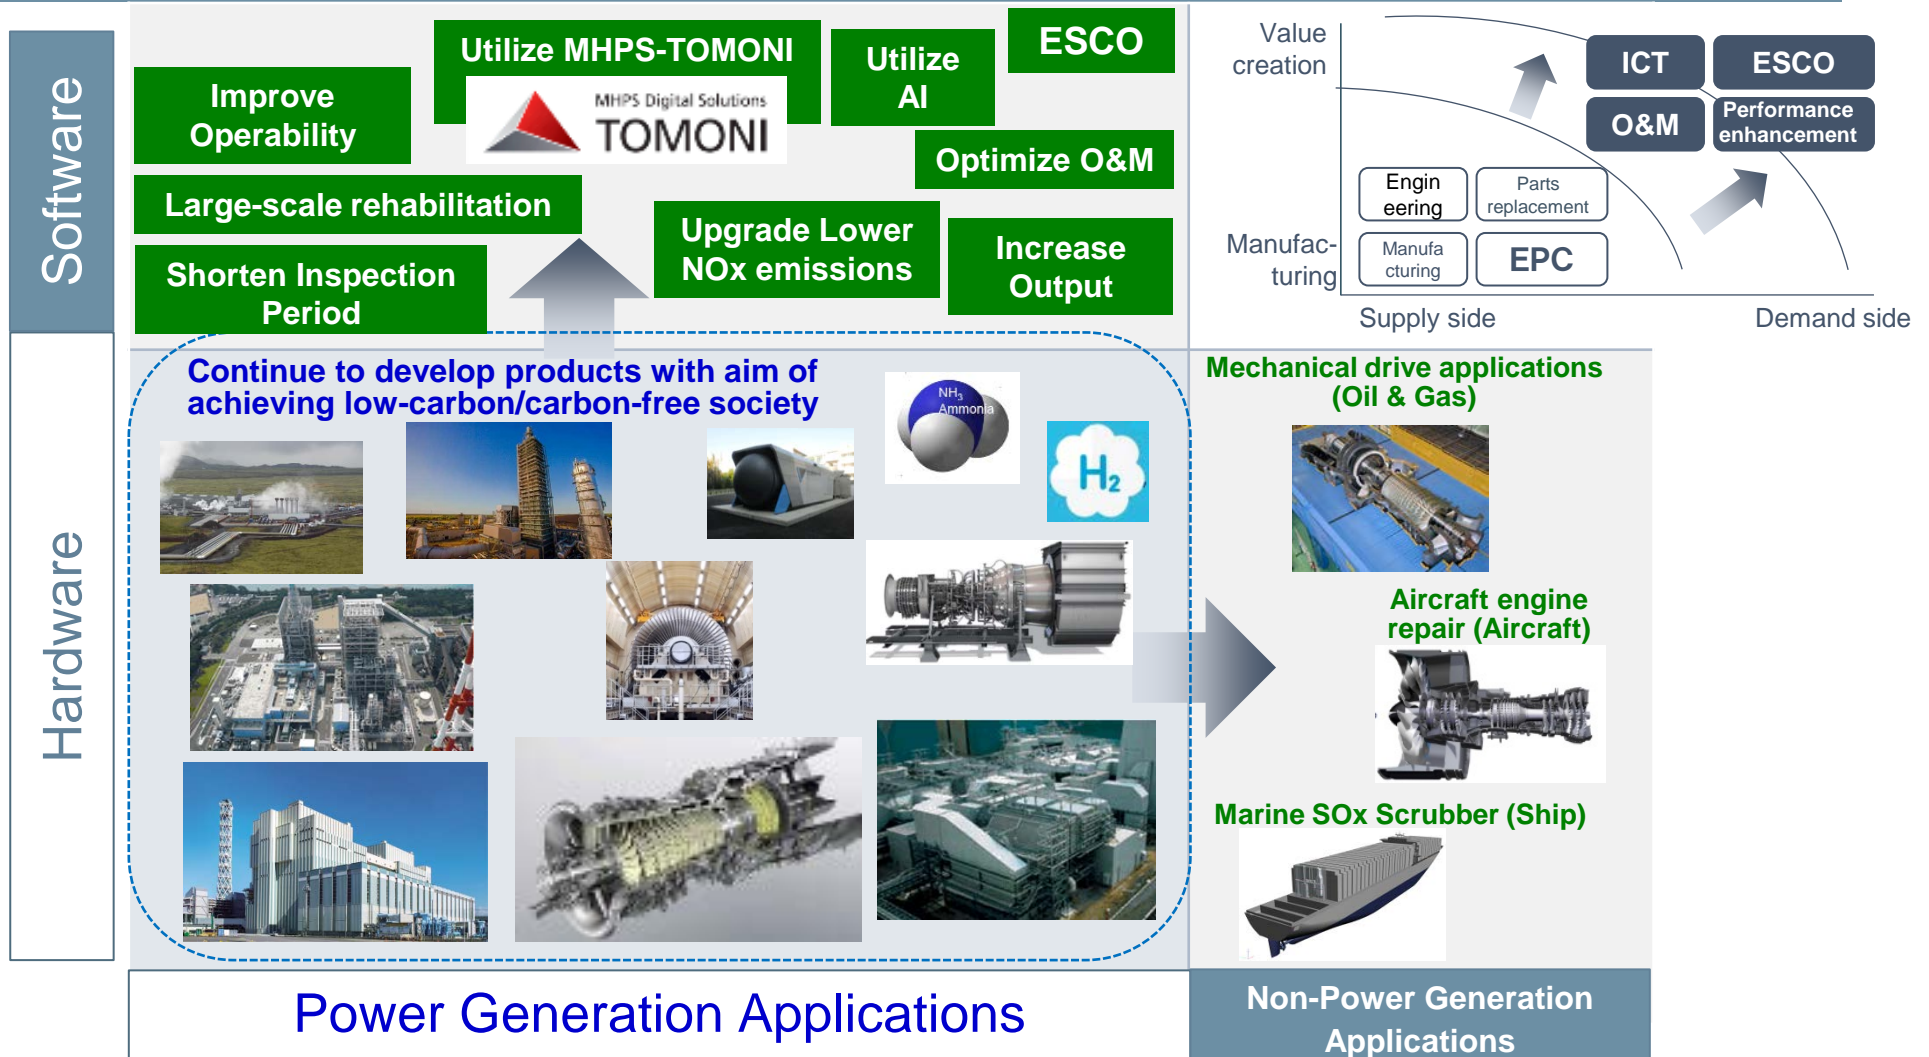 Software
Hardware
Improve
Operability
Utilize MHPS-TOMONI
MHPS Digital Solutions
TOMONI
Utilize
AI
ESCO
Optimize O&M
Large-scale rehabilitation
Upgrade Lower
NOx emissions
Increase
Output
Shorten Inspection
Period
Value
creation
Manufac-
turing
ICT
ESCO
O&M
Performance
enhancement
Engin
eering
Parts
replacement
Manufa
cturing
EPC
Supply side
Demand side
Continue to develop products with aim of
achieving low-carbon/carbon-free society
NH3
Ammonia
H2
Mechanical drive applications
(Oil & Gas)
Aircraft engine
repair (Aircraft)
Marine SOx Scrubber (Ship)
Power Generation Applications
Non-Power Generation
Applications